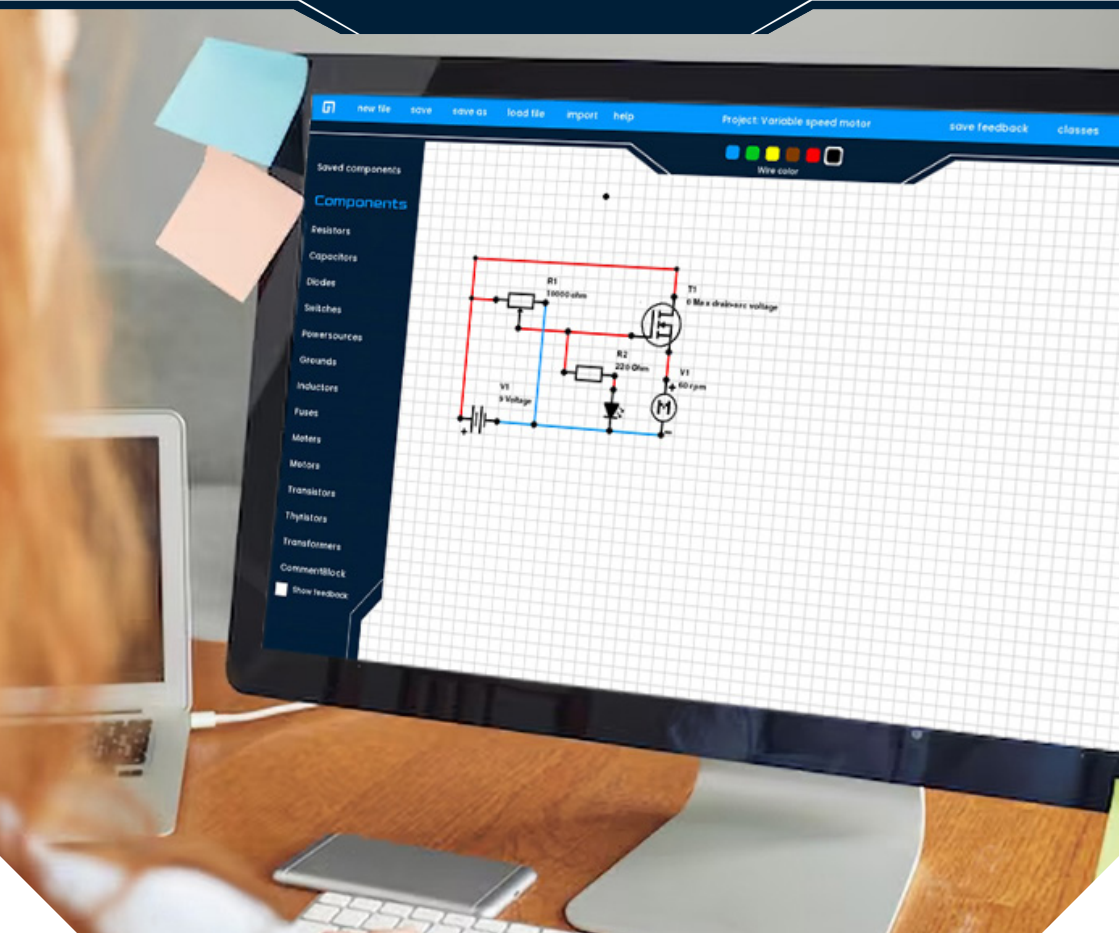 new file save save as load file import help Project: Variable speed motor save feedback classes
Wire color
Saved components
Components
Resistors
Capacitors
Diodes
Switches
Powersources
Grounds
Inductors
Fuses
Meters
Motors
Transistors
Thyristors
Transformers
CommentBlock
Show feedback
R1
10000 ohm
T1
0 Max drain-src voltage
R2
220 Ohm
V1
60 rpm
+
M
-
V1
9 Voltage
+